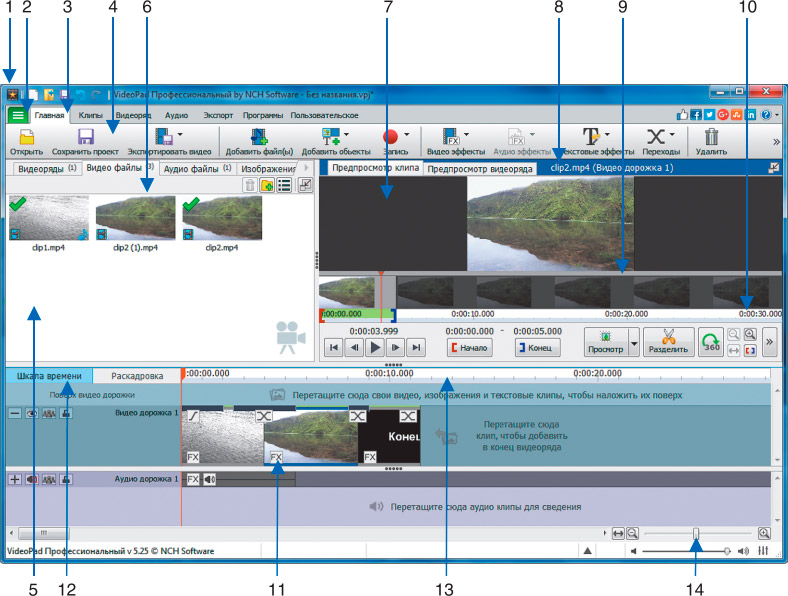 1 2 3 4 6 7 8 9 10
VideoPad Профессиональный by NCH Software - Без названия.vpj*
Главная Клипы Видеоряд Аудио Экспорт Программы Пользовательское
Открыть Сохранить проект Экспортировать видео Добавить файл(ы) Добавить объекты Запись Видео эффекты Аудио эффекты Текстовые эффекты Переходы Удалить
Видеоряды (1) Видео файлы (3) Аудио файлы (1) Изображения
Предпросмотр клипа Предпросмотр видеоряда clip2.mp4 (Видео дорожка 1)
clip1.mp4 clip2 (1).mp4 clip2.mp4
0:00:00.000 0:00:10.000 0:00:20.000 0:00:30.000
0:00:03.999 0:00:00.000 - 0:00:05.000
Начало Конец Просмотр Разделить 360
Шкала времени Раскадровка
:00:00.000 0:00:10.000 0:00:20.000
Поверх видео дорожки Перетащите сюда свои видео, изображения и текстовые клипы, чтобы наложить их поверх
Видео дорожка 1
Конец
FX FX FX
Перетащите сюда
клип, чтобы добавить
в конец видеоряда
Аудио дорожка 1 FX
Перетащите сюда аудио клипы для сведения
VideoPad Профессиональный v 5.25 © NCH Software
5 12 11 13 14